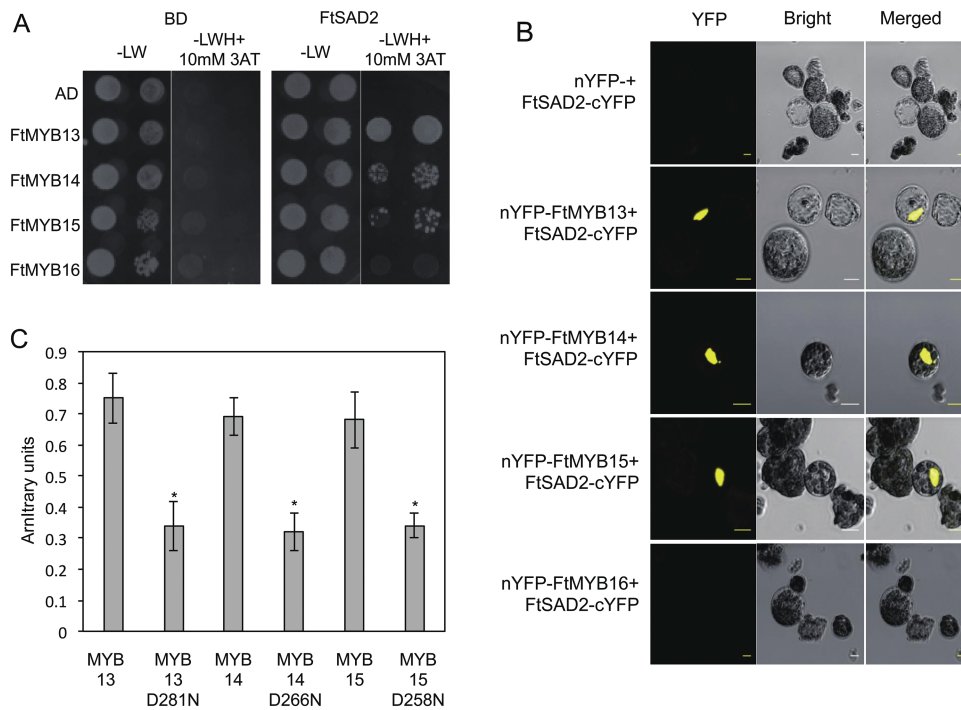 A
BD
FtSAD2
-LW
-LWH+
10mM 3AT
-LW
-LWH+
10mM 3AT
AD
FtMYB13
FtMYB14
FtMYB15
FtMYB16
B
YFP
Bright
Merged
nYFP-+
FtSAD2-cYFP
nYFP-FtMYB13+
FtSAD2-cYFP
nYFP-FtMYB14+
FtSAD2-cYFP
nYFP-FtMYB15+
FtSAD2-cYFP
nYFP-FtMYB16+
FtSAD2-cYFP
C
ArnItrary units
0.9
0.8
0.7
0.6
0.5
0.4
0.3
0.2
0.1
0
*
*
*
MYB
13
MYB
13
D281N
MYB
14
MYB
14
D266N
MYB
15
MYB
15
D258N